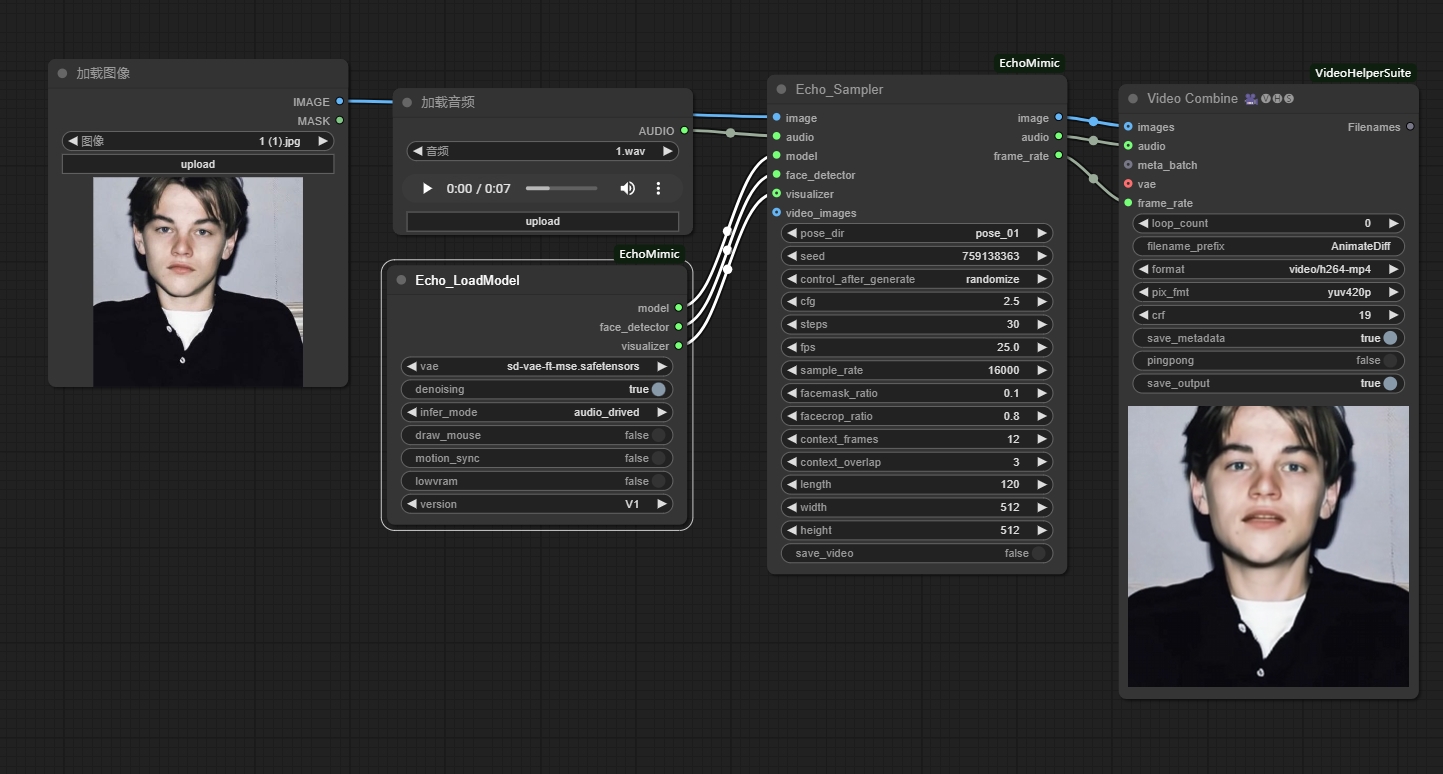 加载图像
IMAGE
MASK
图像 1 (1).jpg
upload
加载音频
AUDIO
音频 1.wav
0:00 / 0:07
upload
EchoMimic
Echo_LoadModel
model
face_detector
visualizer
vae sd-vae-ft-mse.safetensors
denoising true
infer_mode audio_drived
draw_mouse false
motion_sync false
lowvram false
version V1
EchoMimic
Echo_Sampler
image image
audio audio
model frame_rate
face_detector
visualizer
video_images
pose_dir pose_01
seed 759138363
control_after_generate randomize
cfg 2.5
steps 30
fps 25.0
sample_rate 16000
facemask_ratio 0.1
facecrop_ratio 0.8
context_frames 12
context_overlap 3
length 120
width 512
height 512
save_video false
VideoHelperSuite
Video Combine 🎥🅥🅗🅢
images Filenames
audio
meta_batch
vae
frame_rate
loop_count 0
filename_prefix AnimateDiff
format video/h264-mp4
pix_fmt yuv420p
crf 19
save_metadata true
pingpong false
save_output true